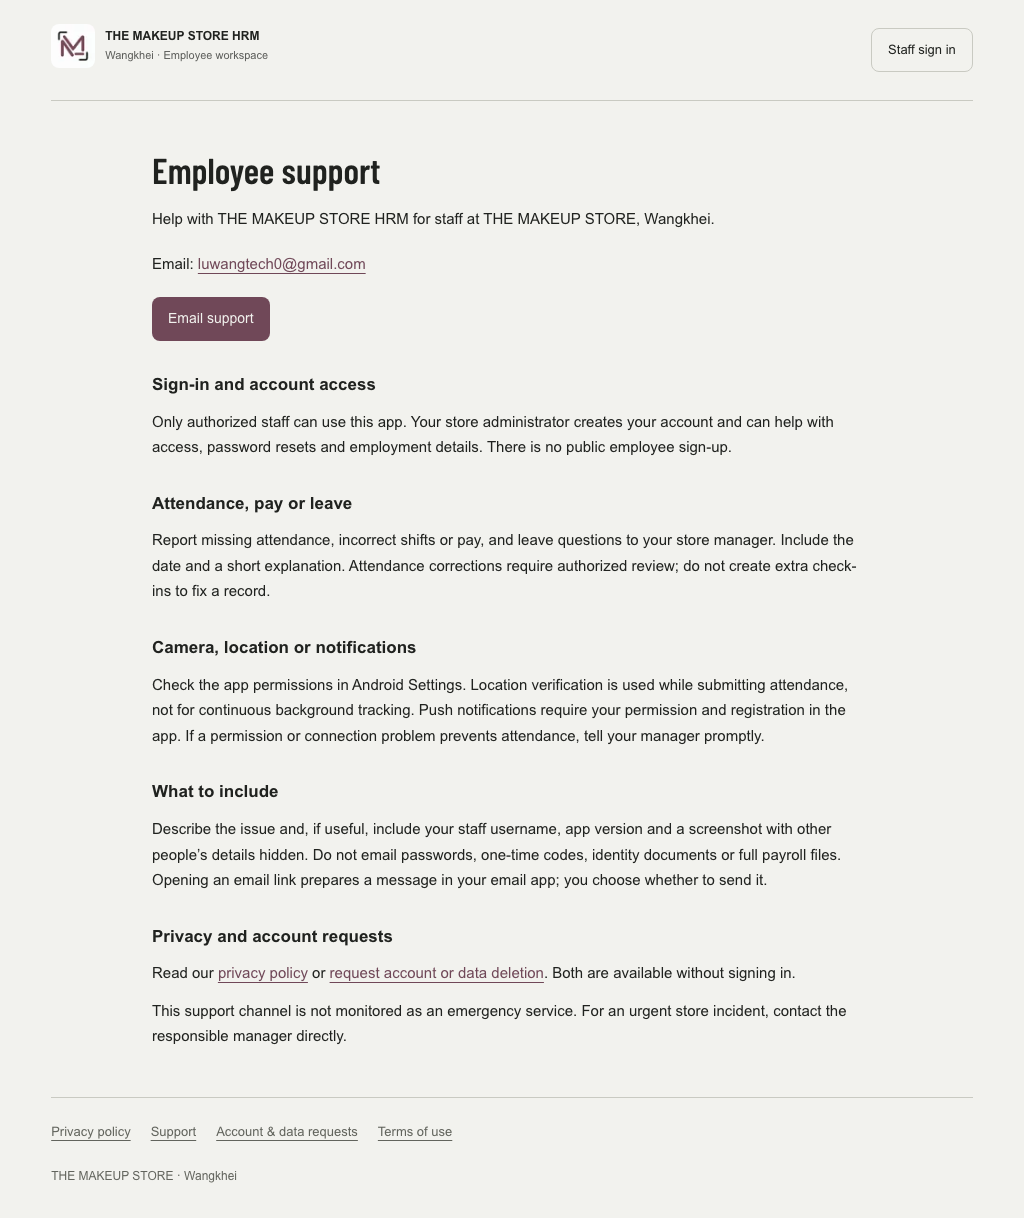 THE MAKEUP STORE HRM
Wangkhei · Employee workspace
Staff sign in
Employee support
Help with THE MAKEUP STORE HRM for staff at THE MAKEUP STORE, Wangkhei.
Email: luwangtech0@gmail.com
Email support
Sign-in and account access
Only authorized staff can use this app. Your store administrator creates your account and can help with
access, password resets and employment details. There is no public employee sign-up.
Attendance, pay or leave
Report missing attendance, incorrect shifts or pay, and leave questions to your store manager. Include the
date and a short explanation. Attendance corrections require authorized review; do not create extra check-
ins to fix a record.
Camera, location or notifications
Check the app permissions in Android Settings. Location verification is used while submitting attendance,
not for continuous background tracking. Push notifications require your permission and registration in the
app. If a permission or connection problem prevents attendance, tell your manager promptly.
What to include
Describe the issue and, if useful, include your staff username, app version and a screenshot with other
people’s details hidden. Do not email passwords, one-time codes, identity documents or full payroll files.
Opening an email link prepares a message in your email app; you choose whether to send it.
Privacy and account requests
Read our privacy policy or request account or data deletion. Both are available without signing in.
This support channel is not monitored as an emergency service. For an urgent store incident, contact the
responsible manager directly.
Privacy policy Support Account & data requests Terms of use
THE MAKEUP STORE · Wangkhei